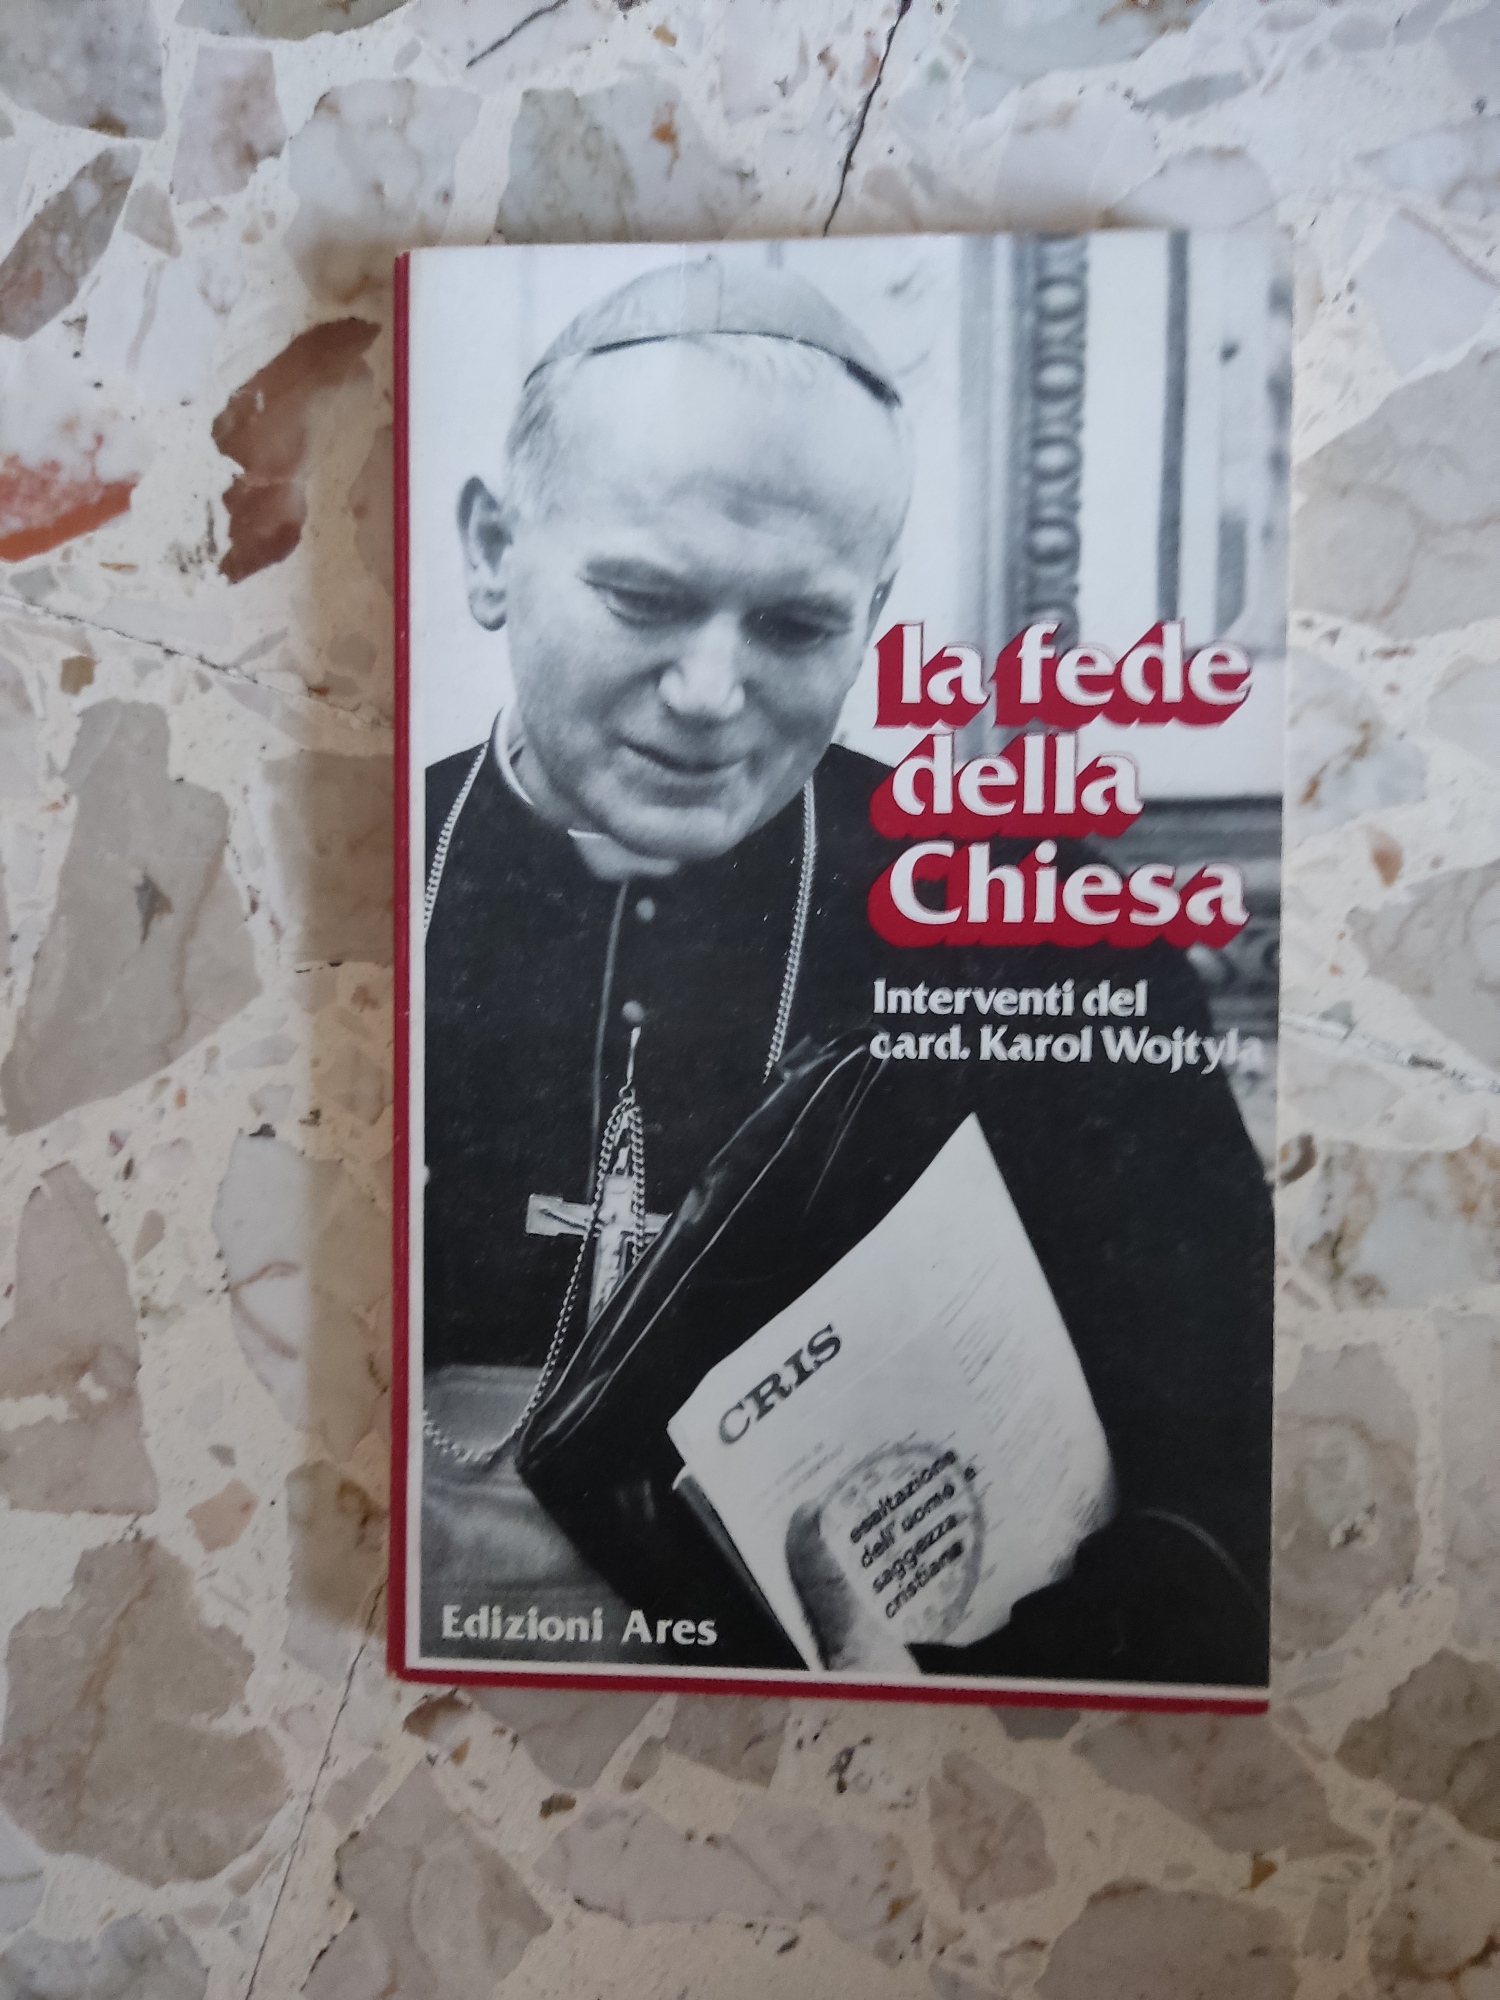 la fede
della
Chiesa
Interventi del
card. Karol Wojtyla
CRIS
esaltazione
dell'uomo e
saggezza
cristiana
Edizioni Ares